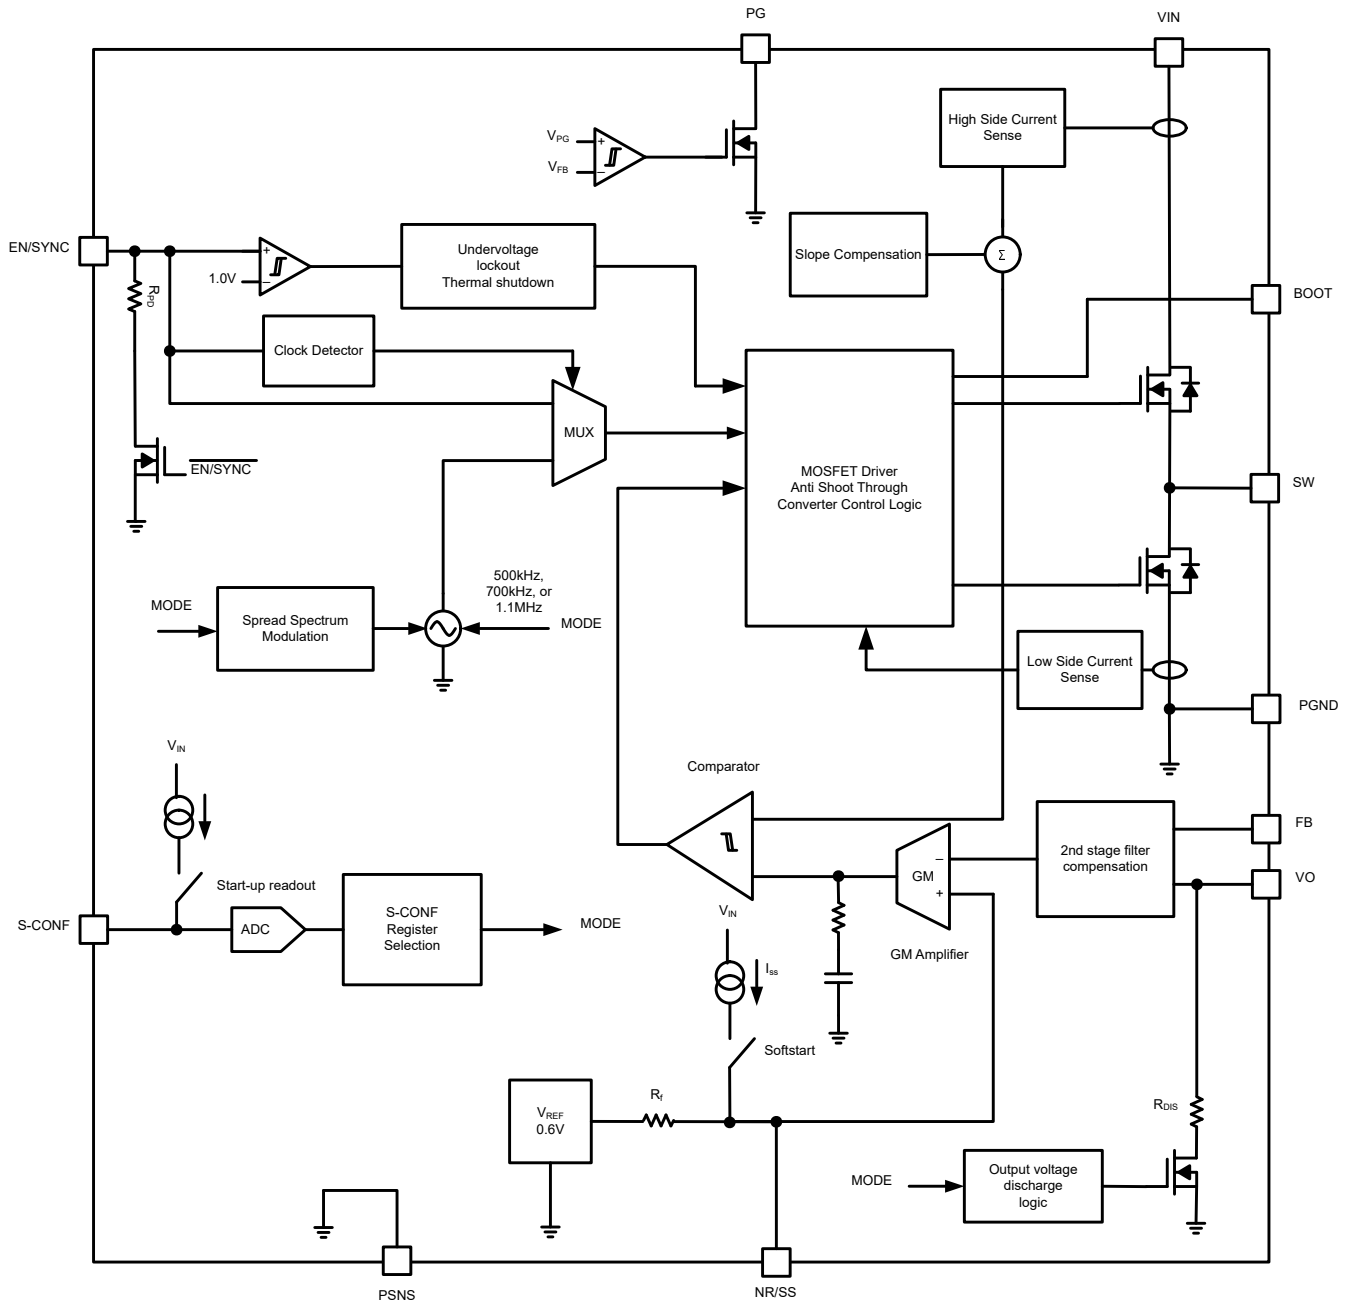 PG
VIN
High Side Current
Sense
VPG
+
VFB
–
EN/SYNC
+
1.0V
–
Undervoltage
lockout
Thermal shutdown
Slope Compensation
Σ
RPD
BOOT
Clock Detector
MUX
EN/SYNC
MOSFET Driver
Anti Shoot Through
Converter Control Logic
SW
500kHz,
700kHz, or
1.1MHz
MODE
Spread Spectrum
Modulation
MODE
Low Side Current
Sense
PGND
VIN
Comparator
FB
2nd stage filter
compensation
–
GM
+
VO
Start-up readout
S-CONF
ADC
S-CONF
Register
Selection
MODE
VIN
GM Amplifier
Iss
Softstart
VREF
0.6V
Rf
RDIS
MODE
Output voltage
discharge
logic
PSNS
NR/SS